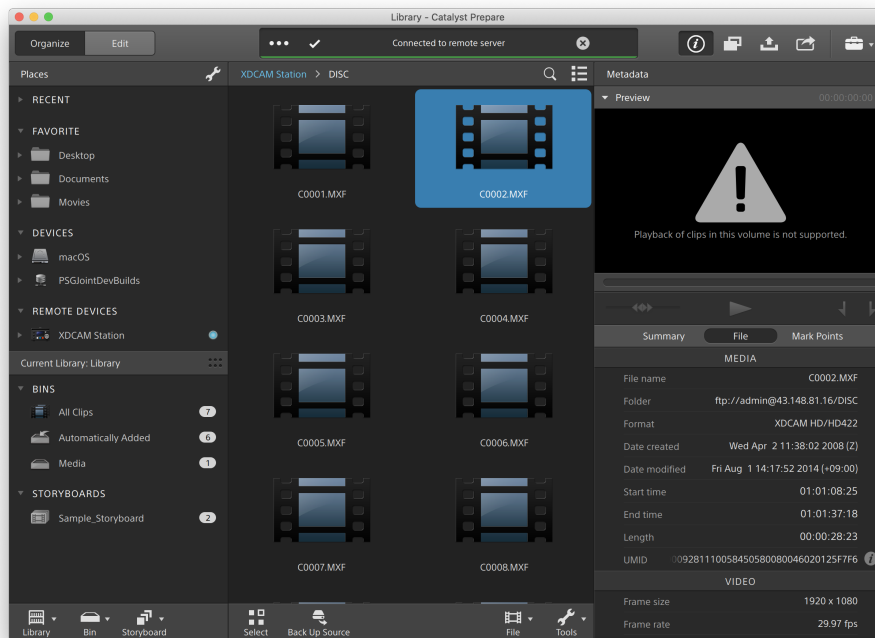 Library - Catalyst Prepare
Organize
Edit
Connected to remote server
Places
RECENT
FAVORITE
Desktop
Documents
Movies
DEVICES
macOS
PSGJointDevBuilds
REMOTE DEVICES
XDCAM Station
Current Library: Library
BINS
All Clips 7
Automatically Added 6
Media 1
STORYBOARDS
Sample_Storyboard 2
Library
Bin
Storyboard
XDCAM Station > DISC
C0001.MXF
C0002.MXF
C0003.MXF
C0004.MXF
C0005.MXF
C0006.MXF
C0007.MXF
C0008.MXF
Select
Back Up Source
File
Tools
Metadata
Preview 00:00:00:00
Playback of clips in this volume is not supported.
Summary
File
Mark Points
MEDIA
File name C0002.MXF
Folder ftp://admin@43.148.81.16/DISC
Format XDCAM HD/HD422
Date created Wed Apr 2 11:38:02 2008 (Z)
Date modified Fri Aug 1 14:17:52 2014 (+09:00)
Start time 01:01:08:25
End time 01:01:37:18
Length 00:00:28:23
UMID
VIDEO
Frame size 1920 x 1080
Frame rate 29.97 fps